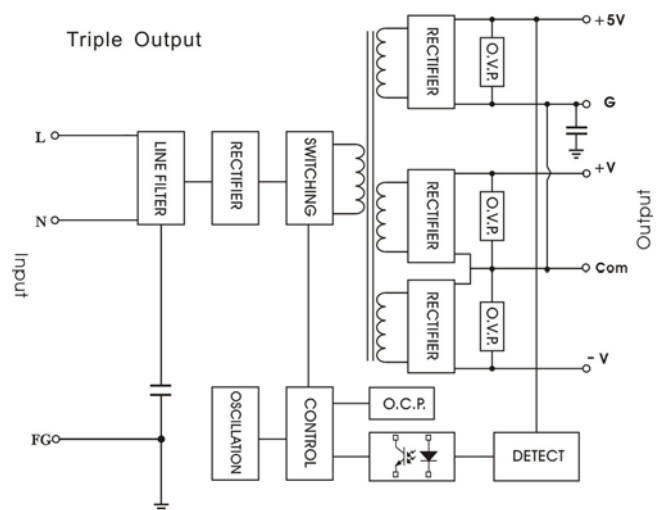 Triple Output
+5V
RECTIFIER
O.V.P.
G
L
LINE FILTER
RECTIFIER
SWITCHING
N
+V
RECTIFIER
O.V.P.
Output
Input
Com
RECTIFIER
O.V.P.
-V
OSCILLATION
CONTROL
O.C.P.
FG
DETECT